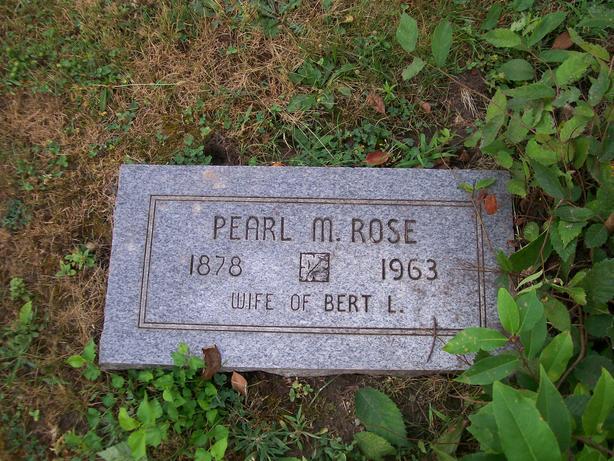 PEARL M. ROSE
1878 1963
WIFE OF BERT L.